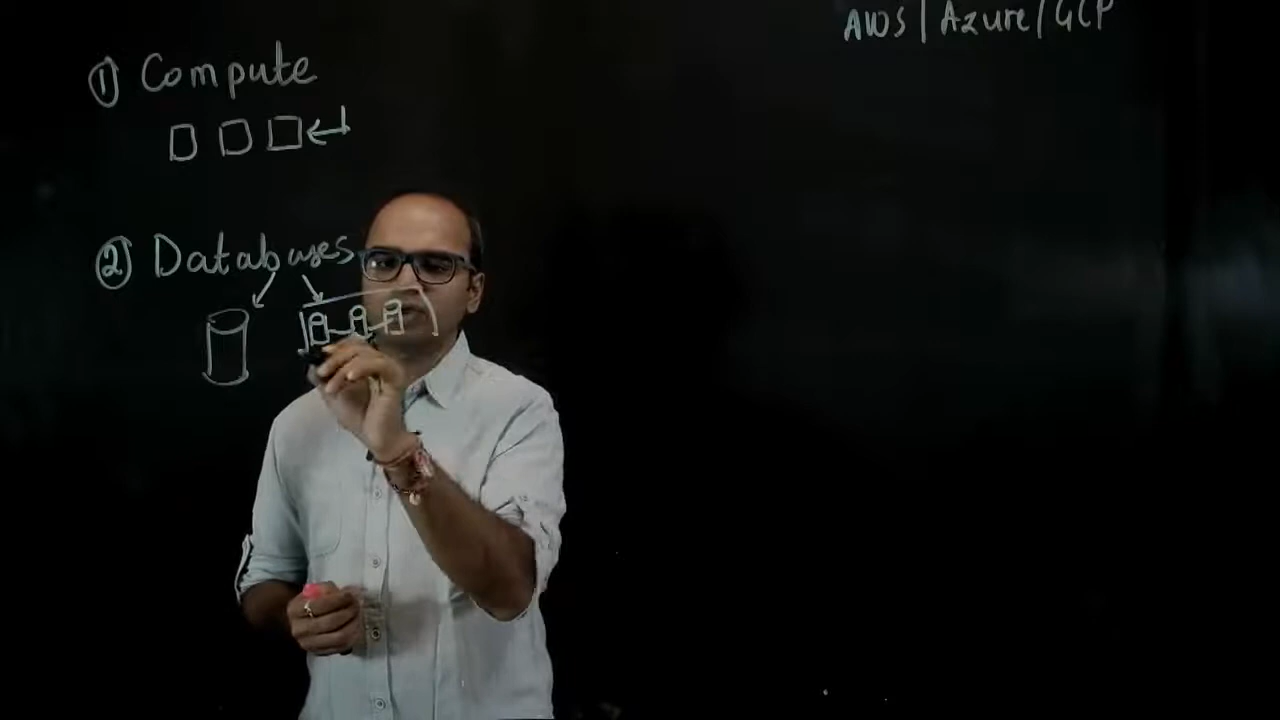 AWS | Azure / GCP
① Compute
② Databases